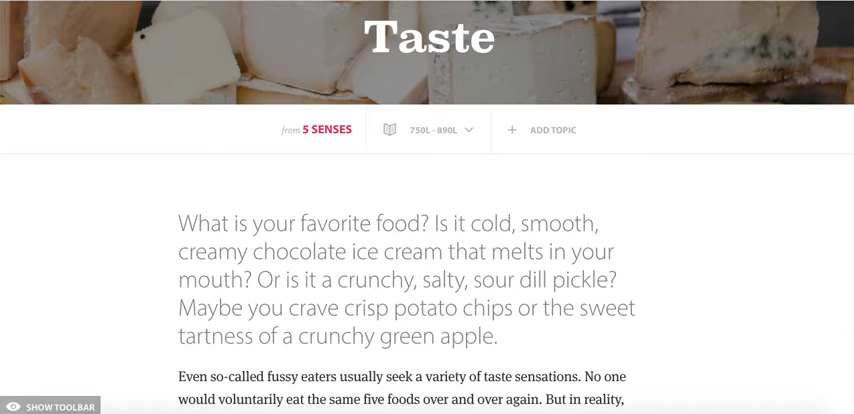 Taste
from 5 SENSES
750L - 890L
ADD TOPIC
What is your favorite food? Is it cold, smooth,
creamy chocolate ice cream that melts in your
mouth? Or is it a crunchy, salty, sour dill pickle?
Maybe you crave crisp potato chips or the sweet
tartness of a crunchy green apple.
Even so-called fussy eaters usually seek a variety of taste sensations. No one
would voluntarily eat the same five foods over and over again. But in reality,
SHOW TOOLBAR